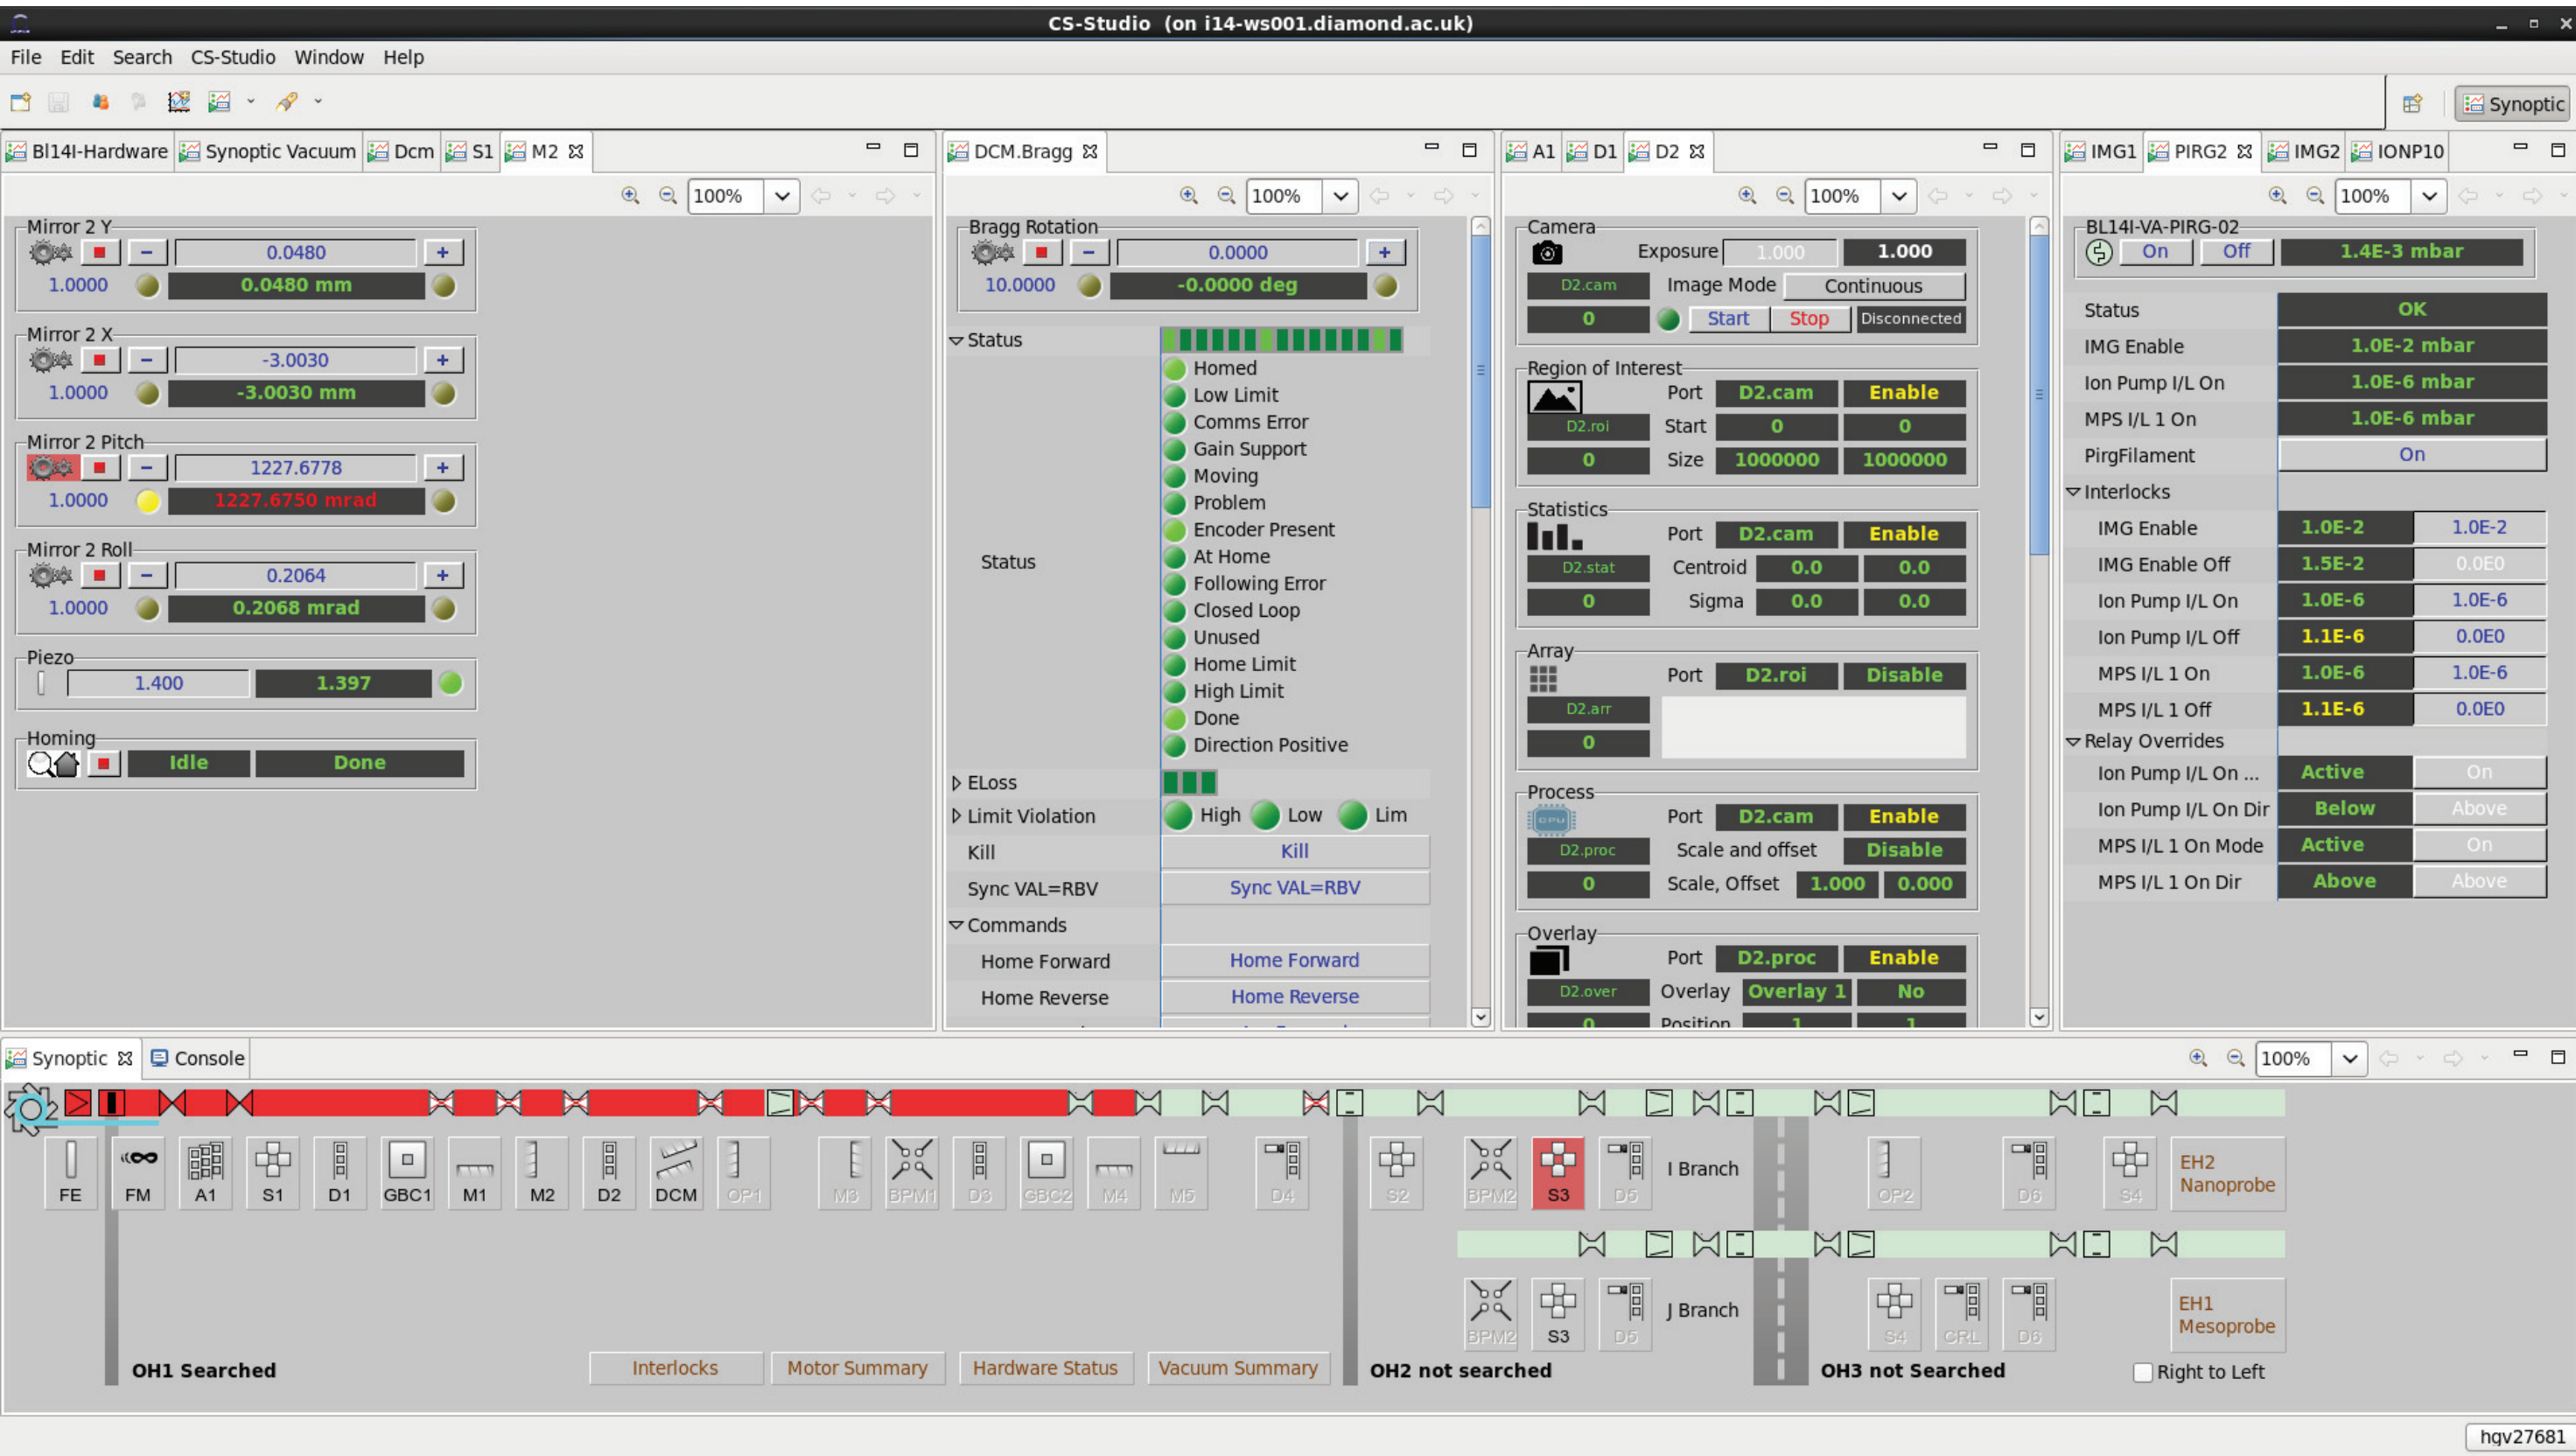 CS-Studio (on i14-ws001.diamond.ac.uk)
File Edit Search CS-Studio Window Help
Synoptic
Bl14I-Hardware Synoptic Vacuum Dcm S1 M2
100%
Mirror 2 Y
0.0480
1.0000 0.0480 mm
Mirror 2 X
-3.0030
1.0000 -3.0030 mm
Mirror 2 Pitch
1227.6778
1.0000 1227.6750 mrad
Mirror 2 Roll
0.2064
1.0000 0.2068 mrad
Piezo
1.400 1.397
Homing
Idle Done
DCM.Bragg
100%
Bragg Rotation
0.0000
10.0000 -0.0000 deg
Status
Status
Homed
Low Limit
Comms Error
Gain Support
Moving
Problem
Encoder Present
At Home
Following Error
Closed Loop
Unused
Home Limit
High Limit
Done
Direction Positive
ELoss
Limit Violation High Low Lim
Kill Kill
Sync VAL=RBV Sync VAL=RBV
Commands
Home Forward Home Forward
Home Reverse Home Reverse
A1 D1 D2
100%
Camera
Exposure 1.000 1.000
D2.cam Image Mode Continuous
0 Start Stop Disconnected
Region of Interest
Port D2.cam Enable
D2.roi Start 0 0
0 Size 1000000 1000000
Statistics
Port D2.cam Enable
D2.stat Centroid 0.0 0.0
0 Sigma 0.0 0.0
Array
Port D2.roi Disable
D2.arr
0
Process
CPU Port D2.cam Enable
D2.proc Scale and offset Disable
0 Scale, Offset 1.000 0.000
Overlay
Port D2.proc Enable
D2.over Overlay Overlay 1 No
0 Position 1 1
IMG1 PIRG2 IMG2 IONP10
100%
BL14I-VA-PIRG-02
On Off 1.4E-3 mbar
Status OK
IMG Enable 1.0E-2 mbar
Ion Pump I/L On 1.0E-6 mbar
MPS I/L 1 On 1.0E-6 mbar
PirgFilament On
Interlocks
IMG Enable 1.0E-2 1.0E-2
IMG Enable Off 1.5E-2 0.0E0
Ion Pump I/L On 1.0E-6 1.0E-6
Ion Pump I/L Off 1.1E-6 0.0E0
MPS I/L 1 On 1.0E-6 1.0E-6
MPS I/L 1 Off 1.1E-6 0.0E0
Relay Overrides
Ion Pump I/L On ... Active On
Ion Pump I/L On Dir Below Above
MPS I/L 1 On Mode Active On
MPS I/L 1 On Dir Above Above
Synoptic Console
100%
FE FM A1 S1 D1 GBC1 M1 M2 D2 DCM OP1 M3 BPM1 D3 GBC2 M4 M5 D4 S2 BPM2 S3 D5 I Branch OP2 D6 S4 EH2
Nanoprobe
BPM2 S3 D5 J Branch S4 CRL D6 EH1
Mesoprobe
OH1 Searched Interlocks Motor Summary Hardware Status Vacuum Summary OH2 not searched OH3 not Searched Right to Left
hgv27681